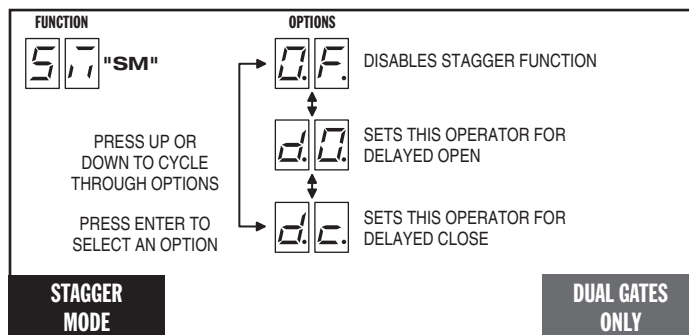 FUNCTION
OPTIONS
Sn "SM"
O.F. DISABLES STAGGER FUNCTION
PRESS UP OR
DOWN TO CYCLE
THROUGH OPTIONS
d.O. SETS THIS OPERATOR FOR
DELAYED OPEN
PRESS ENTER TO
SELECT AN OPTION
d.c. SETS THIS OPERATOR FOR
DELAYED CLOSE
STAGGER
MODE
DUAL GATES
ONLY